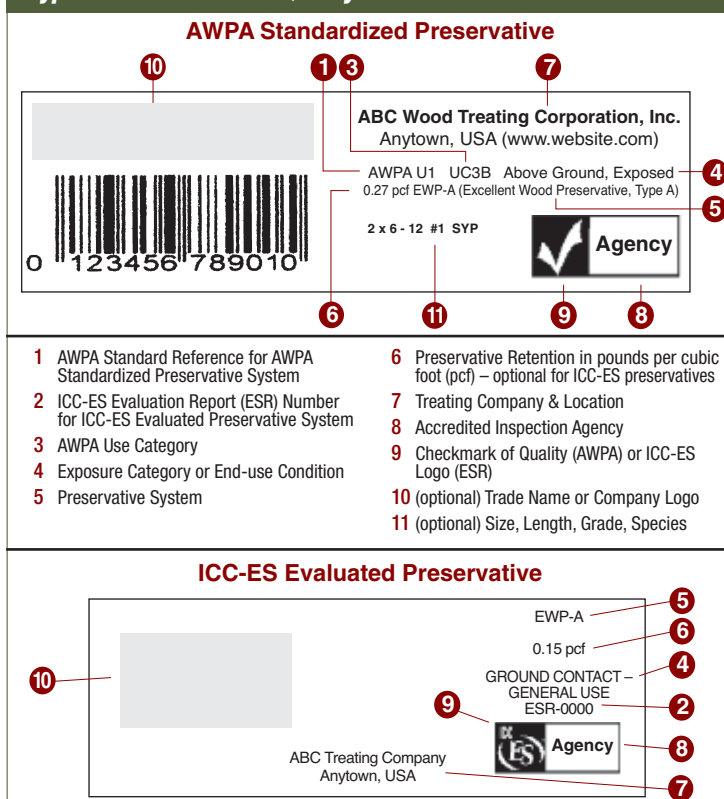 AWPA Standardized Preservative
10
1 3
7
ABC Wood Treating Corporation, Inc.
Anytown, USA (www.website.com)
AWPA U1 UC3B Above Ground, Exposed
4
0.27 pcf EWP-A (Excellent Wood Preservative, Type A)
5
2 x 6 - 12 #1 SYP
Agency
0 123456 789010
6
11
9
8
1 AWPA Standard Reference for AWPA
Standardized Preservative System
2 ICC-ES Evaluation Report (ESR) Number
for ICC-ES Evaluated Preservative System
3 AWPA Use Category
4 Exposure Category or End-use Condition
5 Preservative System
6 Preservative Retention in pounds per cubic
foot (pcf) – optional for ICC-ES preservatives
7 Treating Company & Location
8 Accredited Inspection Agency
9 Checkmark of Quality (AWPA) or ICC-ES
Logo (ESR)
10 (optional) Trade Name or Company Logo
11 (optional) Size, Length, Grade, Species
ICC-ES Evaluated Preservative
EWP-A
5
0.15 pcf
6
GROUND CONTACT –
4
GENERAL USE
ESR-0000
2
10
9
ES
Agency
8
ABC Treating Company
Anytown, USA
7